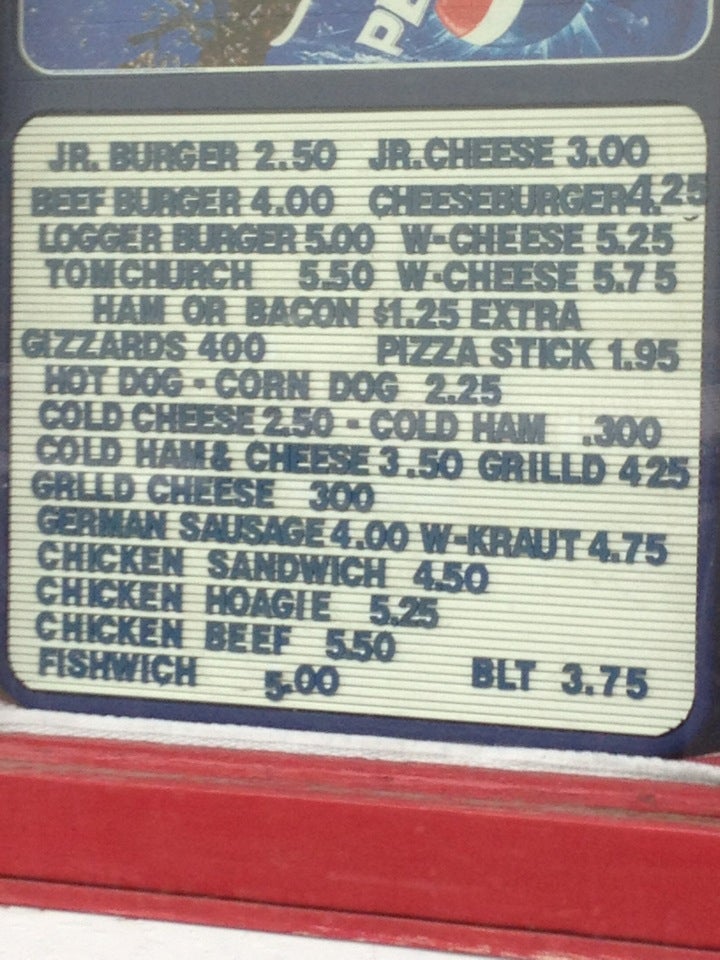 JR. BURGER 2.50 JR.CHEESE 3.00
BEEF BURGER 4.00 CHEESEBURGER 4.25
LOGGER BURGER 5.00 W-CHEESE 5.25
TOMCHURCH 5.50 W-CHEESE 5.75
HAM OR BACON $1.25 EXTRA
GIZZARDS 400 PIZZA STICK 1.95
HOT DOG - CORN DOG 2.25
COLD CHEESE 2.50 - COLD HAM .300
COLD HAM & CHEESE 3.50 GRILLD 425
GRLLD CHEESE 300
GERMAN SAUSAGE 4.00 W-KRAUT 4.75
CHICKEN SANDWICH 4.50
CHICKEN HOAGIE 5.25
CHICKEN BEEF 5.50
FISHWICH 5.00 BLT 3.75